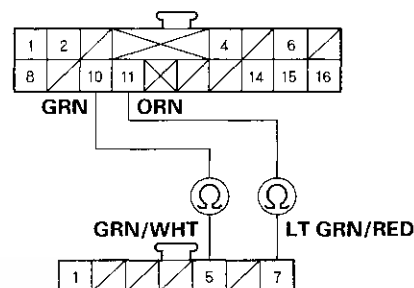 1 2 4 6
8 10 11 14 15 16
GRN ORN
Ω Ω
GRN/WHT LT GRN/RED
1 5 7